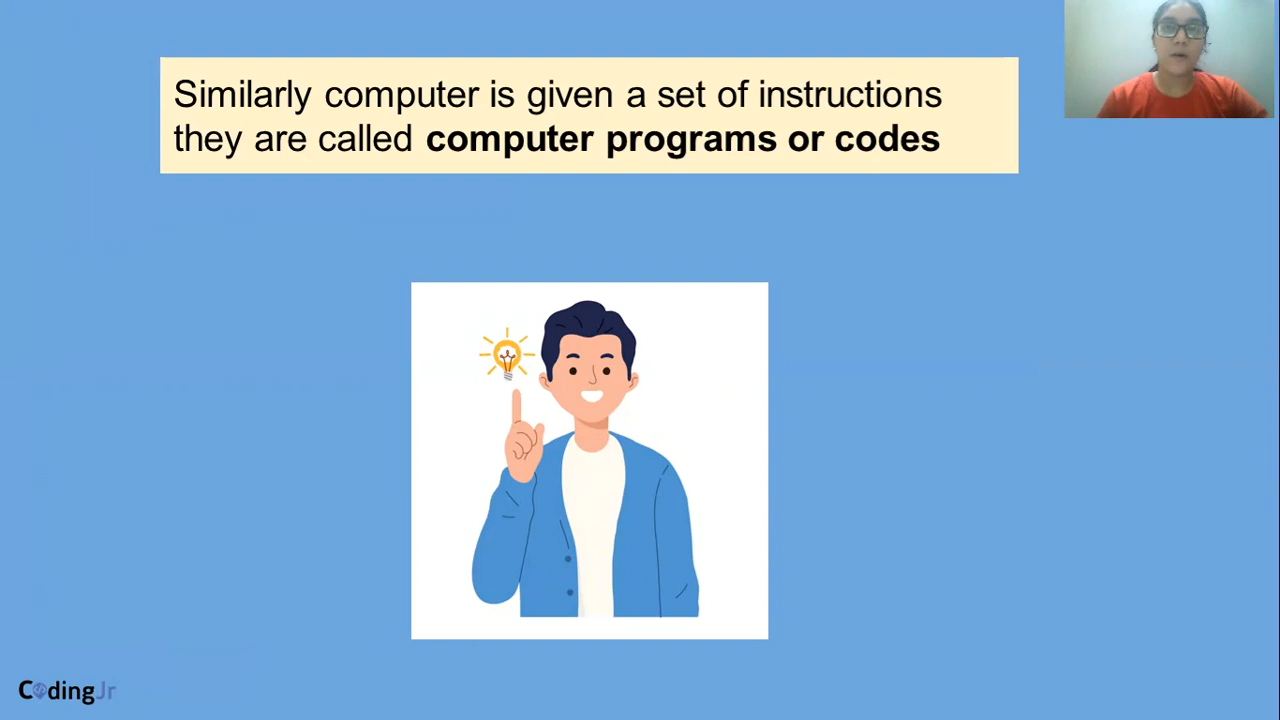 Similarly computer is given a set of instructions
they are called computer programs or codes
CodingJr